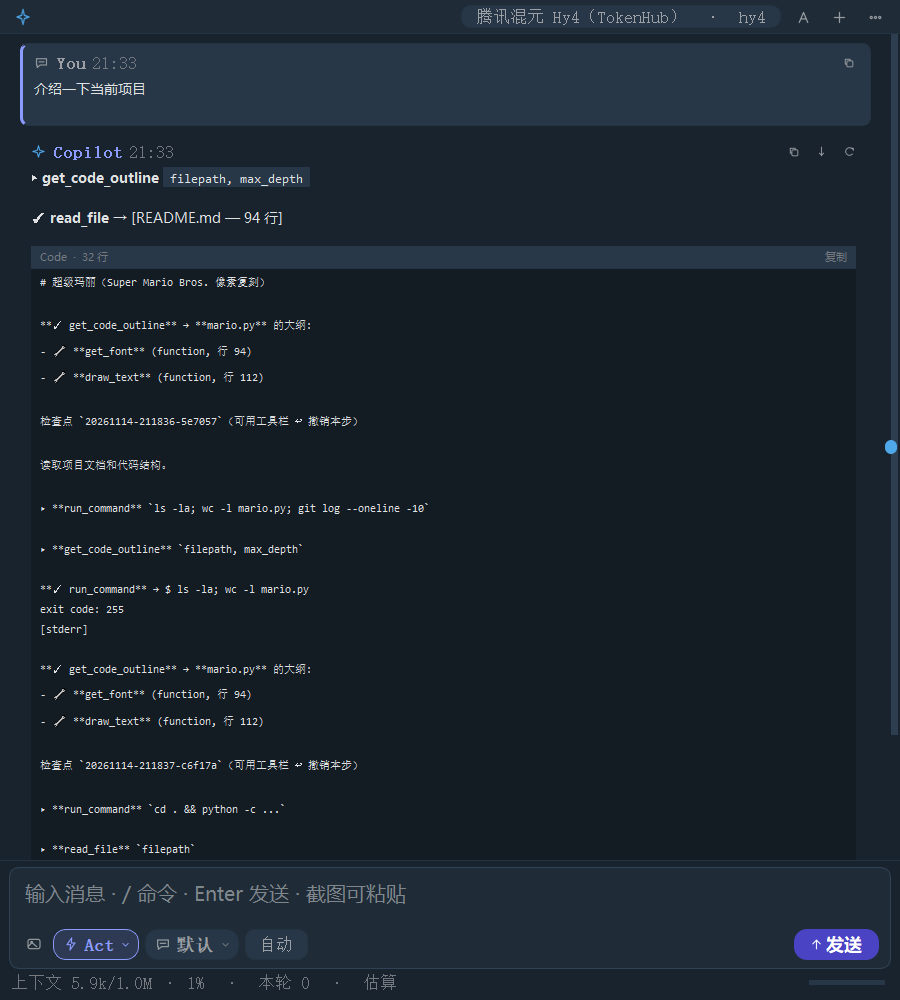 腾讯混元 Hy4（TokenHub） · hy4 A
You 21:33
介绍一下当前项目
Copilot 21:33
▸ get_code_outline filepath, max_depth
✓ read_file → [README.md — 94 行]
Code · 32 行 复制
# 超级玛丽（Super Mario Bros. 像素复刻）
**✓ get_code_outline** → **mario.py** 的大纲:
- 🔧 **get_font** (function, 行 94)
- 🔧 **draw_text** (function, 行 112)
检查点 `20261114-211836-5e7057`（可用工具栏 ↩ 撤销本步）
读取项目文档和代码结构。
▸ **run_command** `ls -la; wc -l mario.py; git log --oneline -10`
▸ **get_code_outline** `filepath, max_depth`
**✓ run_command** → $ ls -la; wc -l mario.py
exit code: 255
[stderr]
**✓ get_code_outline** → **mario.py** 的大纲:
- 🔧 **get_font** (function, 行 94)
- 🔧 **draw_text** (function, 行 112)
检查点 `20261114-211837-c6f17a`（可用工具栏 ↩ 撤销本步）
▸ **run_command** `cd . && python -c ...`
▸ **read_file** `filepath`
输入消息 · / 命令 · Enter 发送 · 截图可粘贴
Act 默认 自动 ↑ 发送
上下文 5.9k/1.0M · 1% · 本轮 0 · 估算